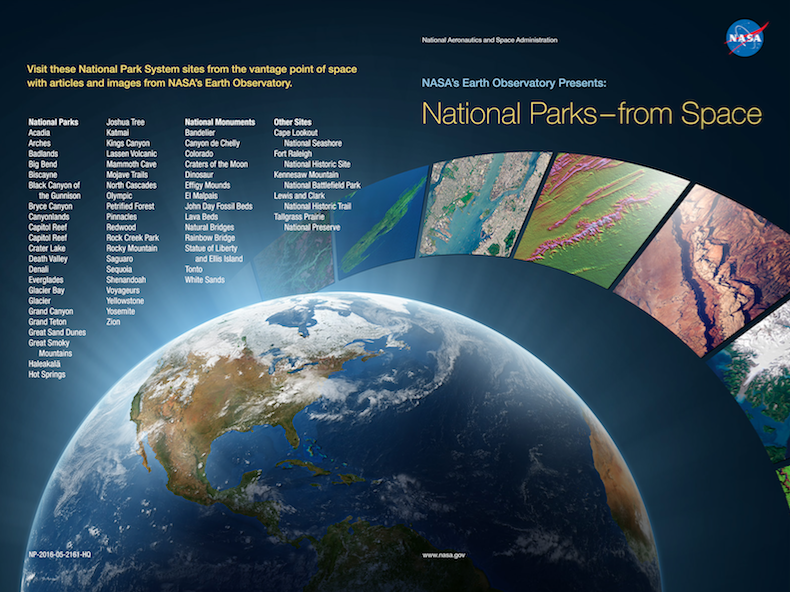 National Aeronautics and Space Administration
NASA
Visit these National Park System sites from the vantage point of space
with articles and images from NASA's Earth Observatory.
NASA's Earth Observatory Presents:
National Parks–from Space
National Parks
Acadia
Arches
Badlands
Big Bend
Biscayne
Black Canyon of
the Gunnison
Bryce Canyon
Canyonlands
Capitol Reef
Capitol Reef
Crater Lake
Death Valley
Denali
Everglades
Glacier Bay
Glacier
Grand Canyon
Grand Teton
Great Sand Dunes
Great Smoky
Mountains
Haleakalā
Hot Springs
Joshua Tree
Katmai
Kings Canyon
Lassen Volcanic
Mammoth Cave
Mojave Trails
North Cascades
Olympic
Petrified Forest
Pinnacles
Redwood
Rock Creek Park
Rocky Mountain
Saguaro
Sequoia
Shenandoah
Voyageurs
Yellowstone
Yosemite
Zion
National Monuments
Bandelier
Canyon de Chelly
Colorado
Craters of the Moon
Dinosaur
Effigy Mounds
El Malpais
John Day Fossil Beds
Lava Beds
Natural Bridges
Rainbow Bridge
Statue of Liberty
and Ellis Island
Tonto
White Sands
Other Sites
Cape Lookout
National Seashore
Fort Raleigh
National Historic Site
Kennesaw Mountain
National Battlefield Park
Lewis and Clark
National Historic Trail
Tallgrass Prairie
National Preserve
NP-2016-05-2161-HQ
www.nasa.gov